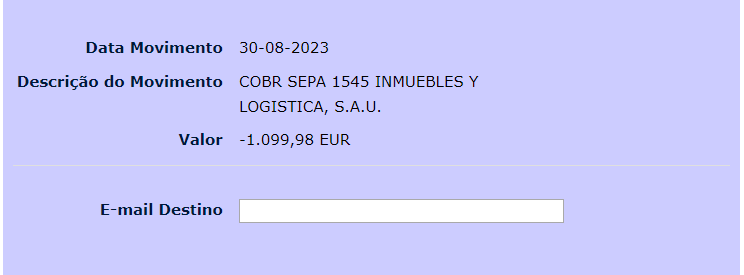 Data Movimento 30-08-2023
Descrição do Movimento COBR SEPA 1545 INMUEBLES Y
LOGISTICA, S.A.U.
Valor -1.099,98 EUR
E-mail Destino